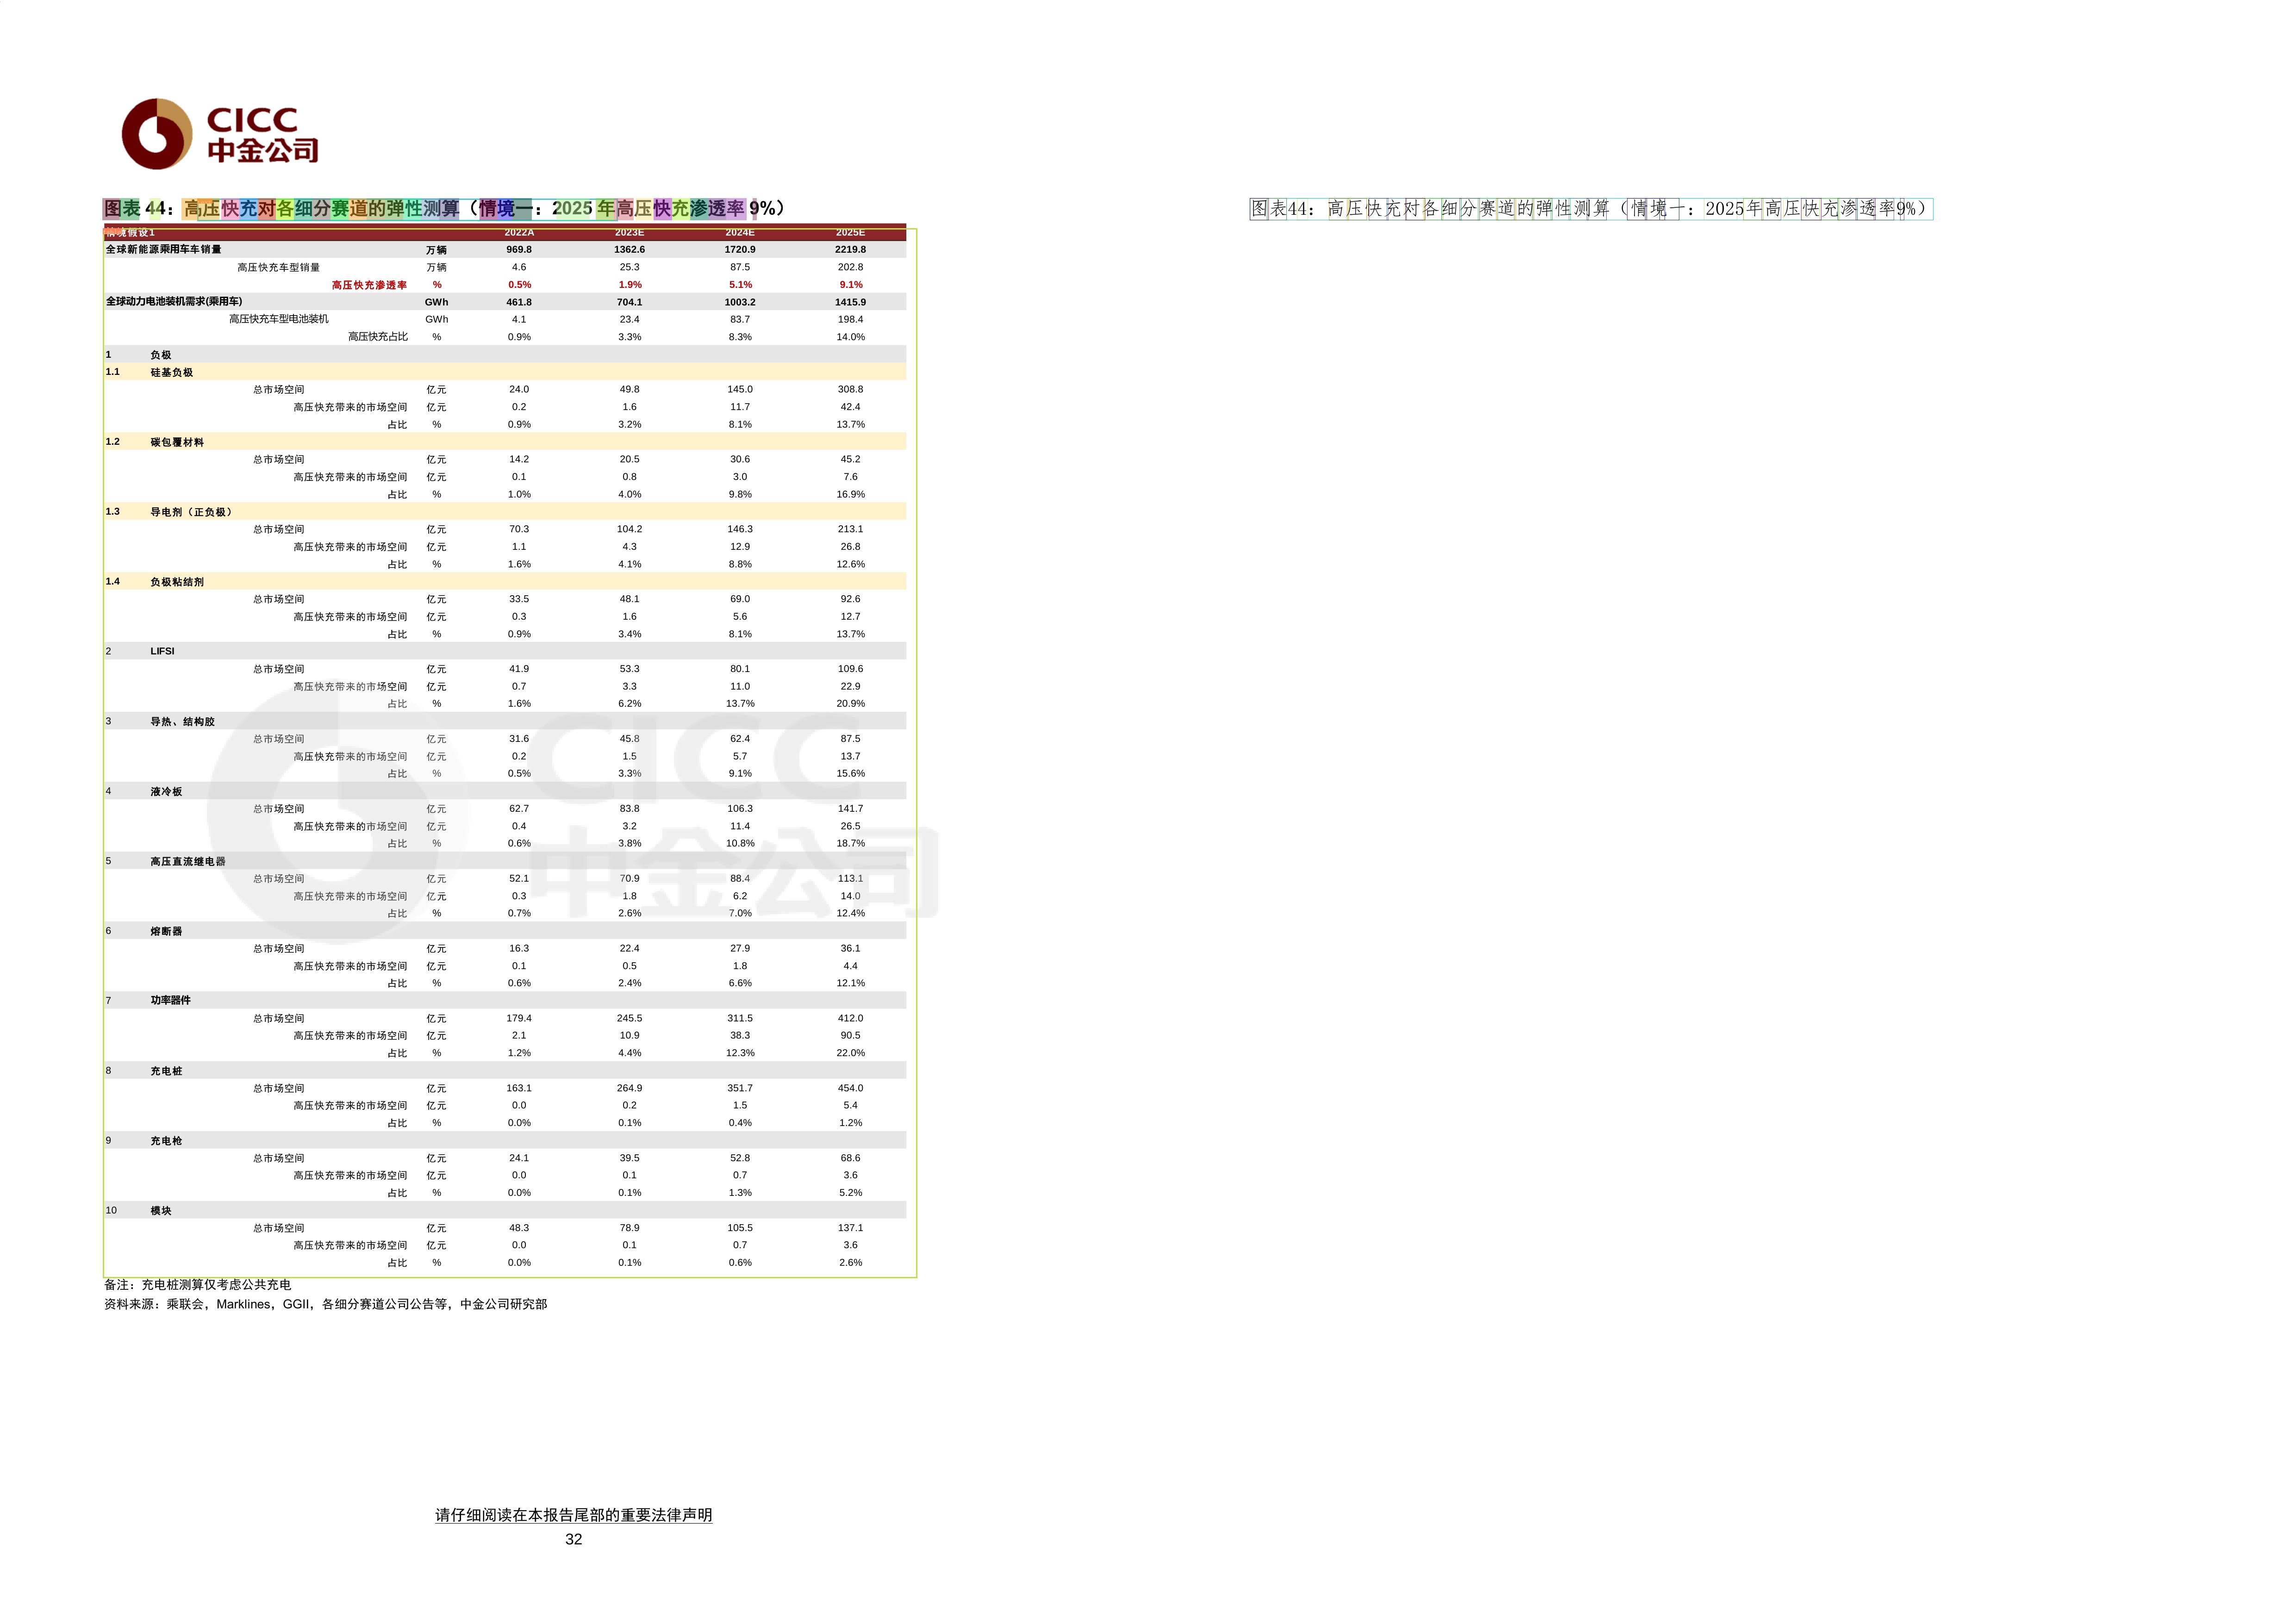 CICC
中金公司
图表 44：高压快充对各细分赛道的弹性测算（情境一：2025 年高压快充渗透率 9%）
图表44：高压快充对各细分赛道的弹性测算（情境一：2025年高压快充渗透率9%）
情境假设1 2022A 2023E 2024E 2025E
全球新能源乘用车车销量 万辆 969.8 1362.6 1720.9 2219.8
高压快充车型销量 万辆 4.6 25.3 87.5 202.8
高压快充渗透率 % 0.5% 1.9% 5.1% 9.1%
全球动力电池装机需求(乘用车) GWh 461.8 704.1 1003.2 1415.9
高压快充车型电池装机 GWh 4.1 23.4 83.7 198.4
高压快充占比 % 0.9% 3.3% 8.3% 14.0%
1 负极
1.1 硅基负极
总市场空间 亿元 24.0 49.8 145.0 308.8
高压快充带来的市场空间 亿元 0.2 1.6 11.7 42.4
占比 % 0.9% 3.2% 8.1% 13.7%
1.2 碳包覆材料
总市场空间 亿元 14.2 20.5 30.6 45.2
高压快充带来的市场空间 亿元 0.1 0.8 3.0 7.6
占比 % 1.0% 4.0% 9.8% 16.9%
1.3 导电剂（正负极）
总市场空间 亿元 70.3 104.2 146.3 213.1
高压快充带来的市场空间 亿元 1.1 4.3 12.9 26.8
占比 % 1.6% 4.1% 8.8% 12.6%
1.4 负极粘结剂
总市场空间 亿元 33.5 48.1 69.0 92.6
高压快充带来的市场空间 亿元 0.3 1.6 5.6 12.7
占比 % 0.9% 3.4% 8.1% 13.7%
2 LIFSI
总市场空间 亿元 41.9 53.3 80.1 109.6
高压快充带来的市场空间 亿元 0.7 3.3 11.0 22.9
占比 % 1.6% 6.2% 13.7% 20.9%
3 导热、结构胶
总市场空间 亿元 31.6 45.8 62.4 87.5
高压快充带来的市场空间 亿元 0.2 1.5 5.7 13.7
占比 % 0.5% 3.3% 9.1% 15.6%
4 液冷板
总市场空间 亿元 62.7 83.8 106.3 141.7
高压快充带来的市场空间 亿元 0.4 3.2 11.4 26.5
占比 % 0.6% 3.8% 10.8% 18.7%
5 高压直流继电器
总市场空间 亿元 52.1 70.9 88.4 113.1
高压快充带来的市场空间 亿元 0.3 1.8 6.2 14.0
占比 % 0.7% 2.6% 7.0% 12.4%
6 熔断器
总市场空间 亿元 16.3 22.4 27.9 36.1
高压快充带来的市场空间 亿元 0.1 0.5 1.8 4.4
占比 % 0.6% 2.4% 6.6% 12.1%
7 功率器件
总市场空间 亿元 179.4 245.5 311.5 412.0
高压快充带来的市场空间 亿元 2.1 10.9 38.3 90.5
占比 % 1.2% 4.4% 12.3% 22.0%
8 充电桩
总市场空间 亿元 163.1 264.9 351.7 454.0
高压快充带来的市场空间 亿元 0.0 0.2 1.5 5.4
占比 % 0.0% 0.1% 0.4% 1.2%
9 充电枪
总市场空间 亿元 24.1 39.5 52.8 68.6
高压快充带来的市场空间 亿元 0.0 0.1 0.7 3.6
占比 % 0.0% 0.1% 1.3% 5.2%
10 模块
总市场空间 亿元 48.3 78.9 105.5 137.1
高压快充带来的市场空间 亿元 0.0 0.1 0.7 3.6
占比 % 0.0% 0.1% 0.6% 2.6%
CICC
中金公司
备注：充电桩测算仅考虑公共充电
资料来源：乘联会，Marklines，GGII，各细分赛道公司公告等，中金公司研究部
请仔细阅读在本报告尾部的重要法律声明
32